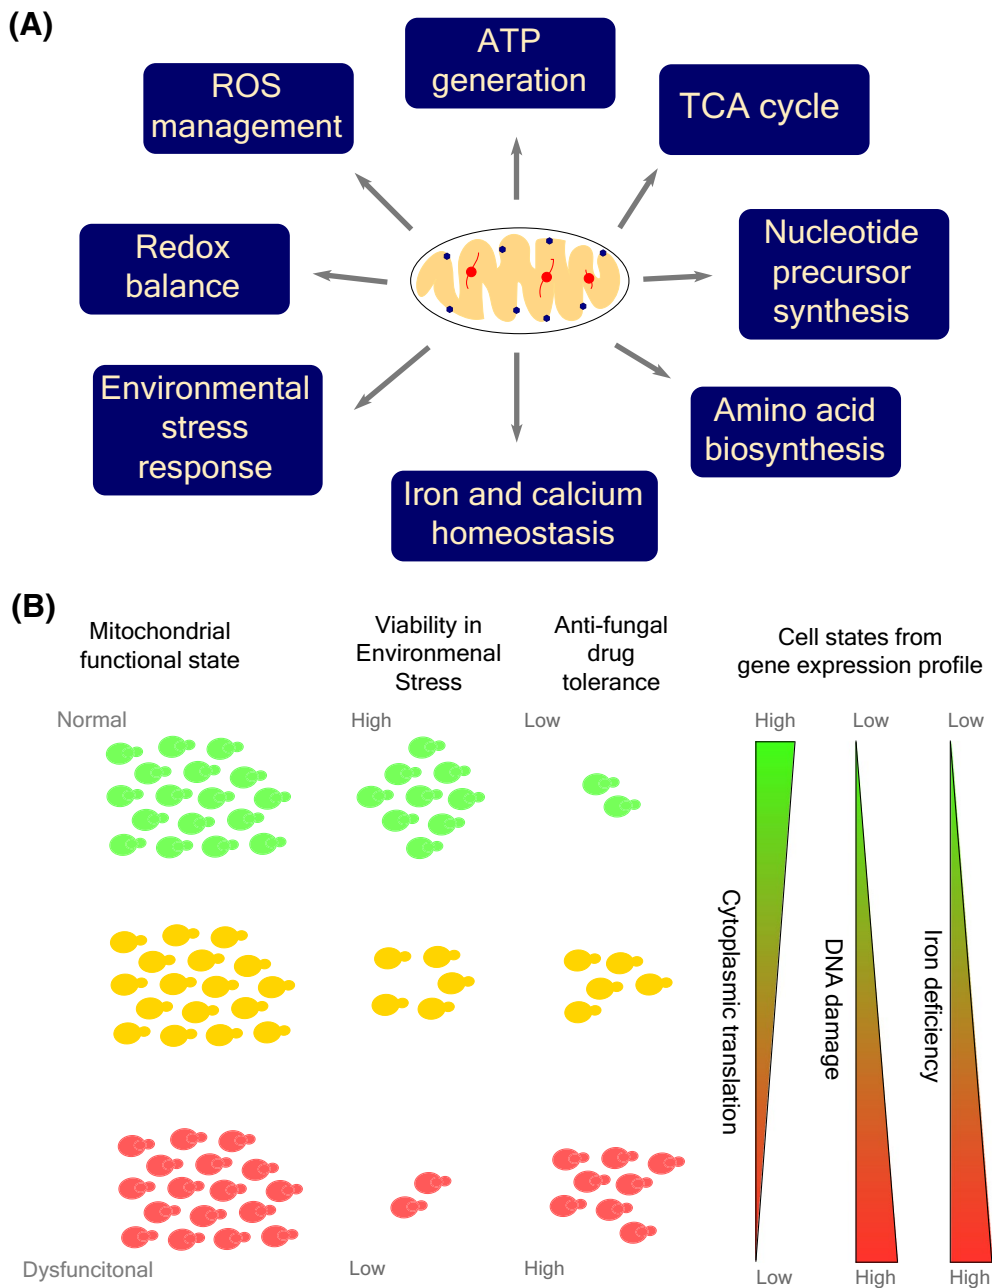 (A)
ATP
generation
ROS
management
TCA cycle
Redox
balance
Nucleotide
precursor
synthesis
Environmental
stress
response
Amino acid
biosynthesis
Iron and calcium
homeostasis
(B)
Mitochondrial
functional state
Viability in
Environmenal
Stress
Anti-fungal
drug
tolerance
Cell states from
gene expression profile
Normal
High
Low
High
Low
Low
Cytoplasmic translation
DNA damage
Iron deficiency
Dysfuncitonal
Low
High
Low
High
High